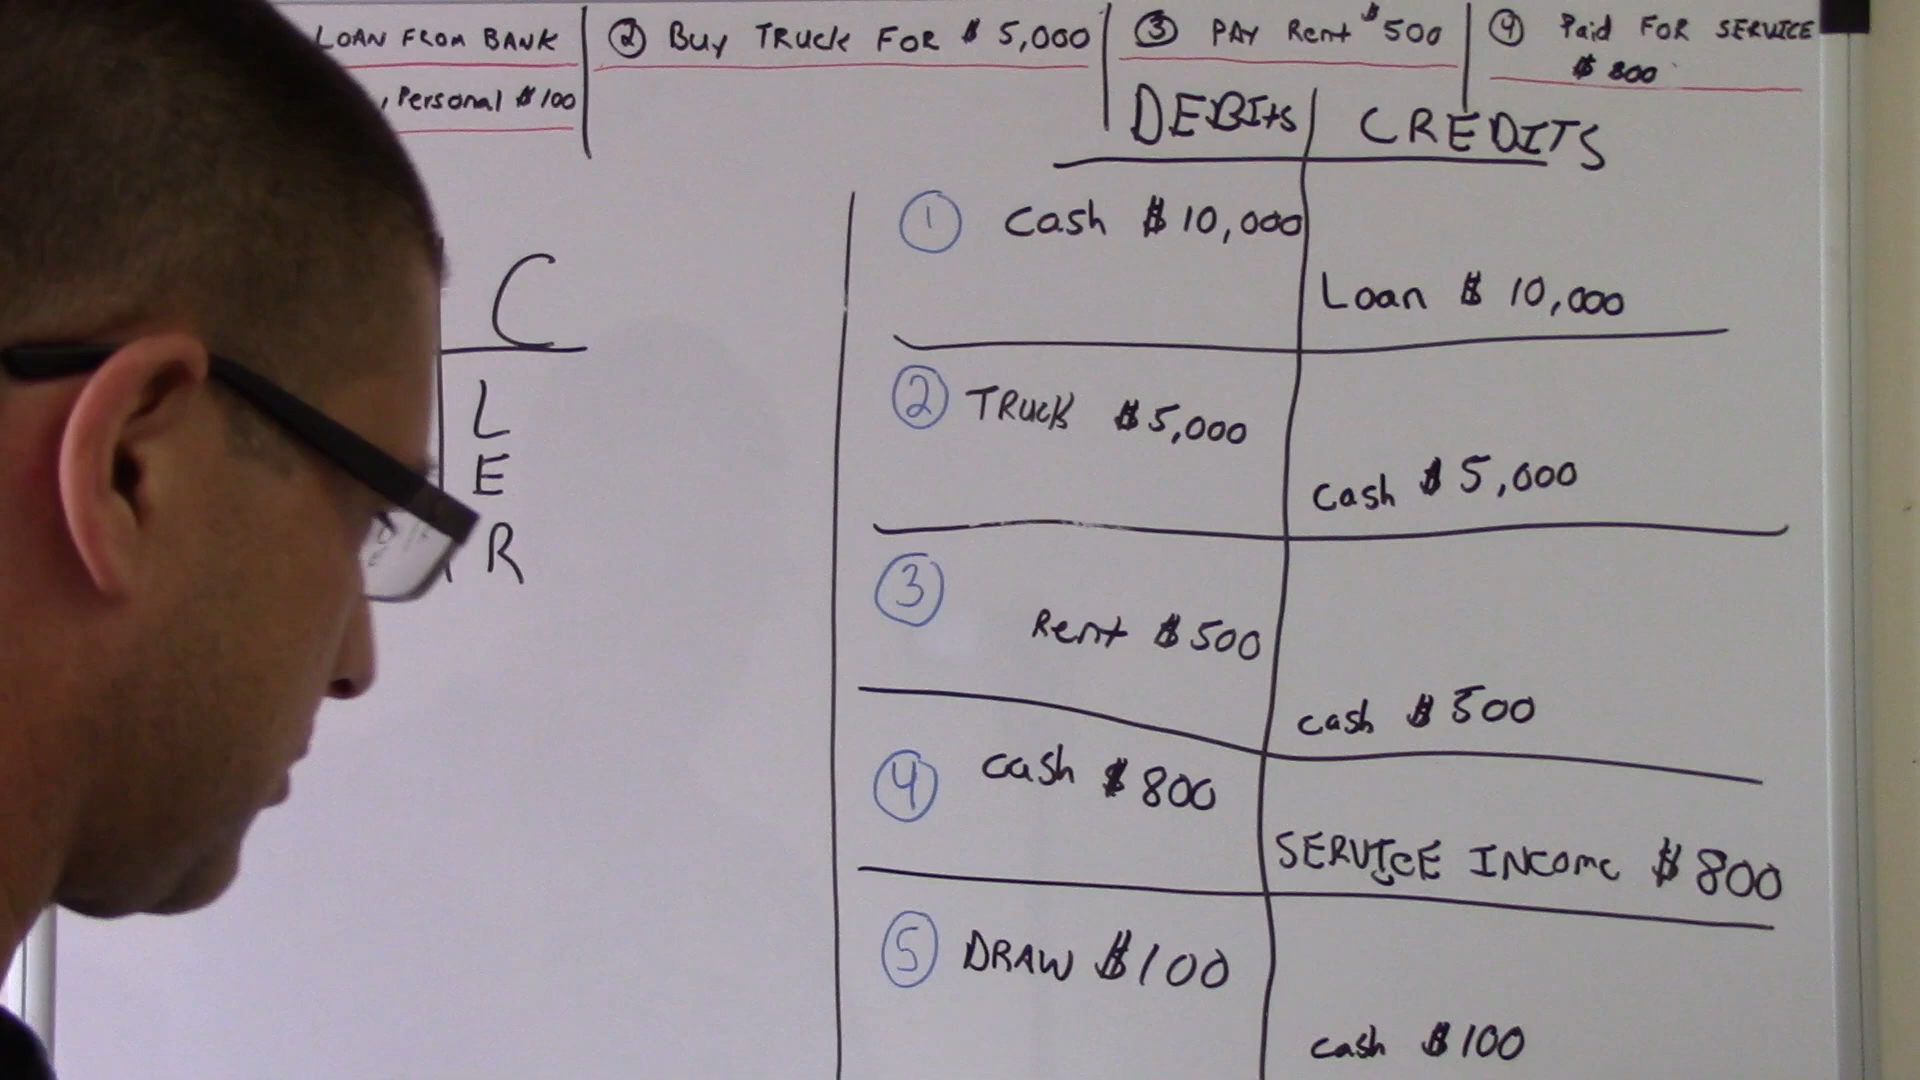 LOAN FROM BANK
, Personal $100
② Buy TRUCK FOR $ 5,000
③ PAY Rent $500
④ Paid FOR SERVICE
$ 800
DEBITS
CREDITS
C
L
E
R
① Cash $10,000
Loan $ 10,000
② TRUCK $5,000
Cash $5,000
③
Rent $500
cash $500
④ Cash $800
SERVICE INCOME $800
⑤ DRAW $100
cash $100